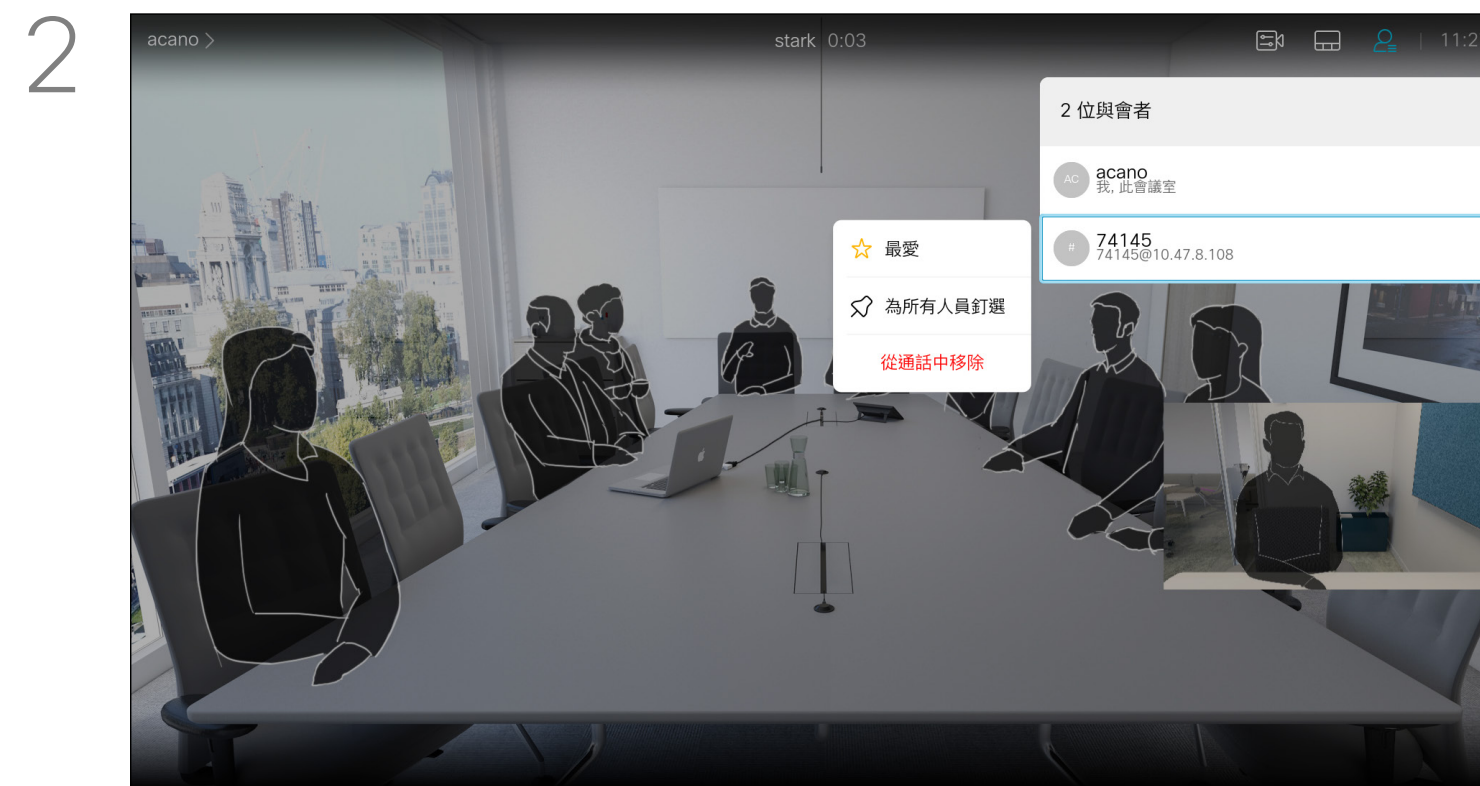 2
acano >
stark 0:03
11:2
2 位與會者
AC
acano
我, 此會議室
#
74145
74145@10.47.8.108
最愛
為所有人員釘選
從通話中移除